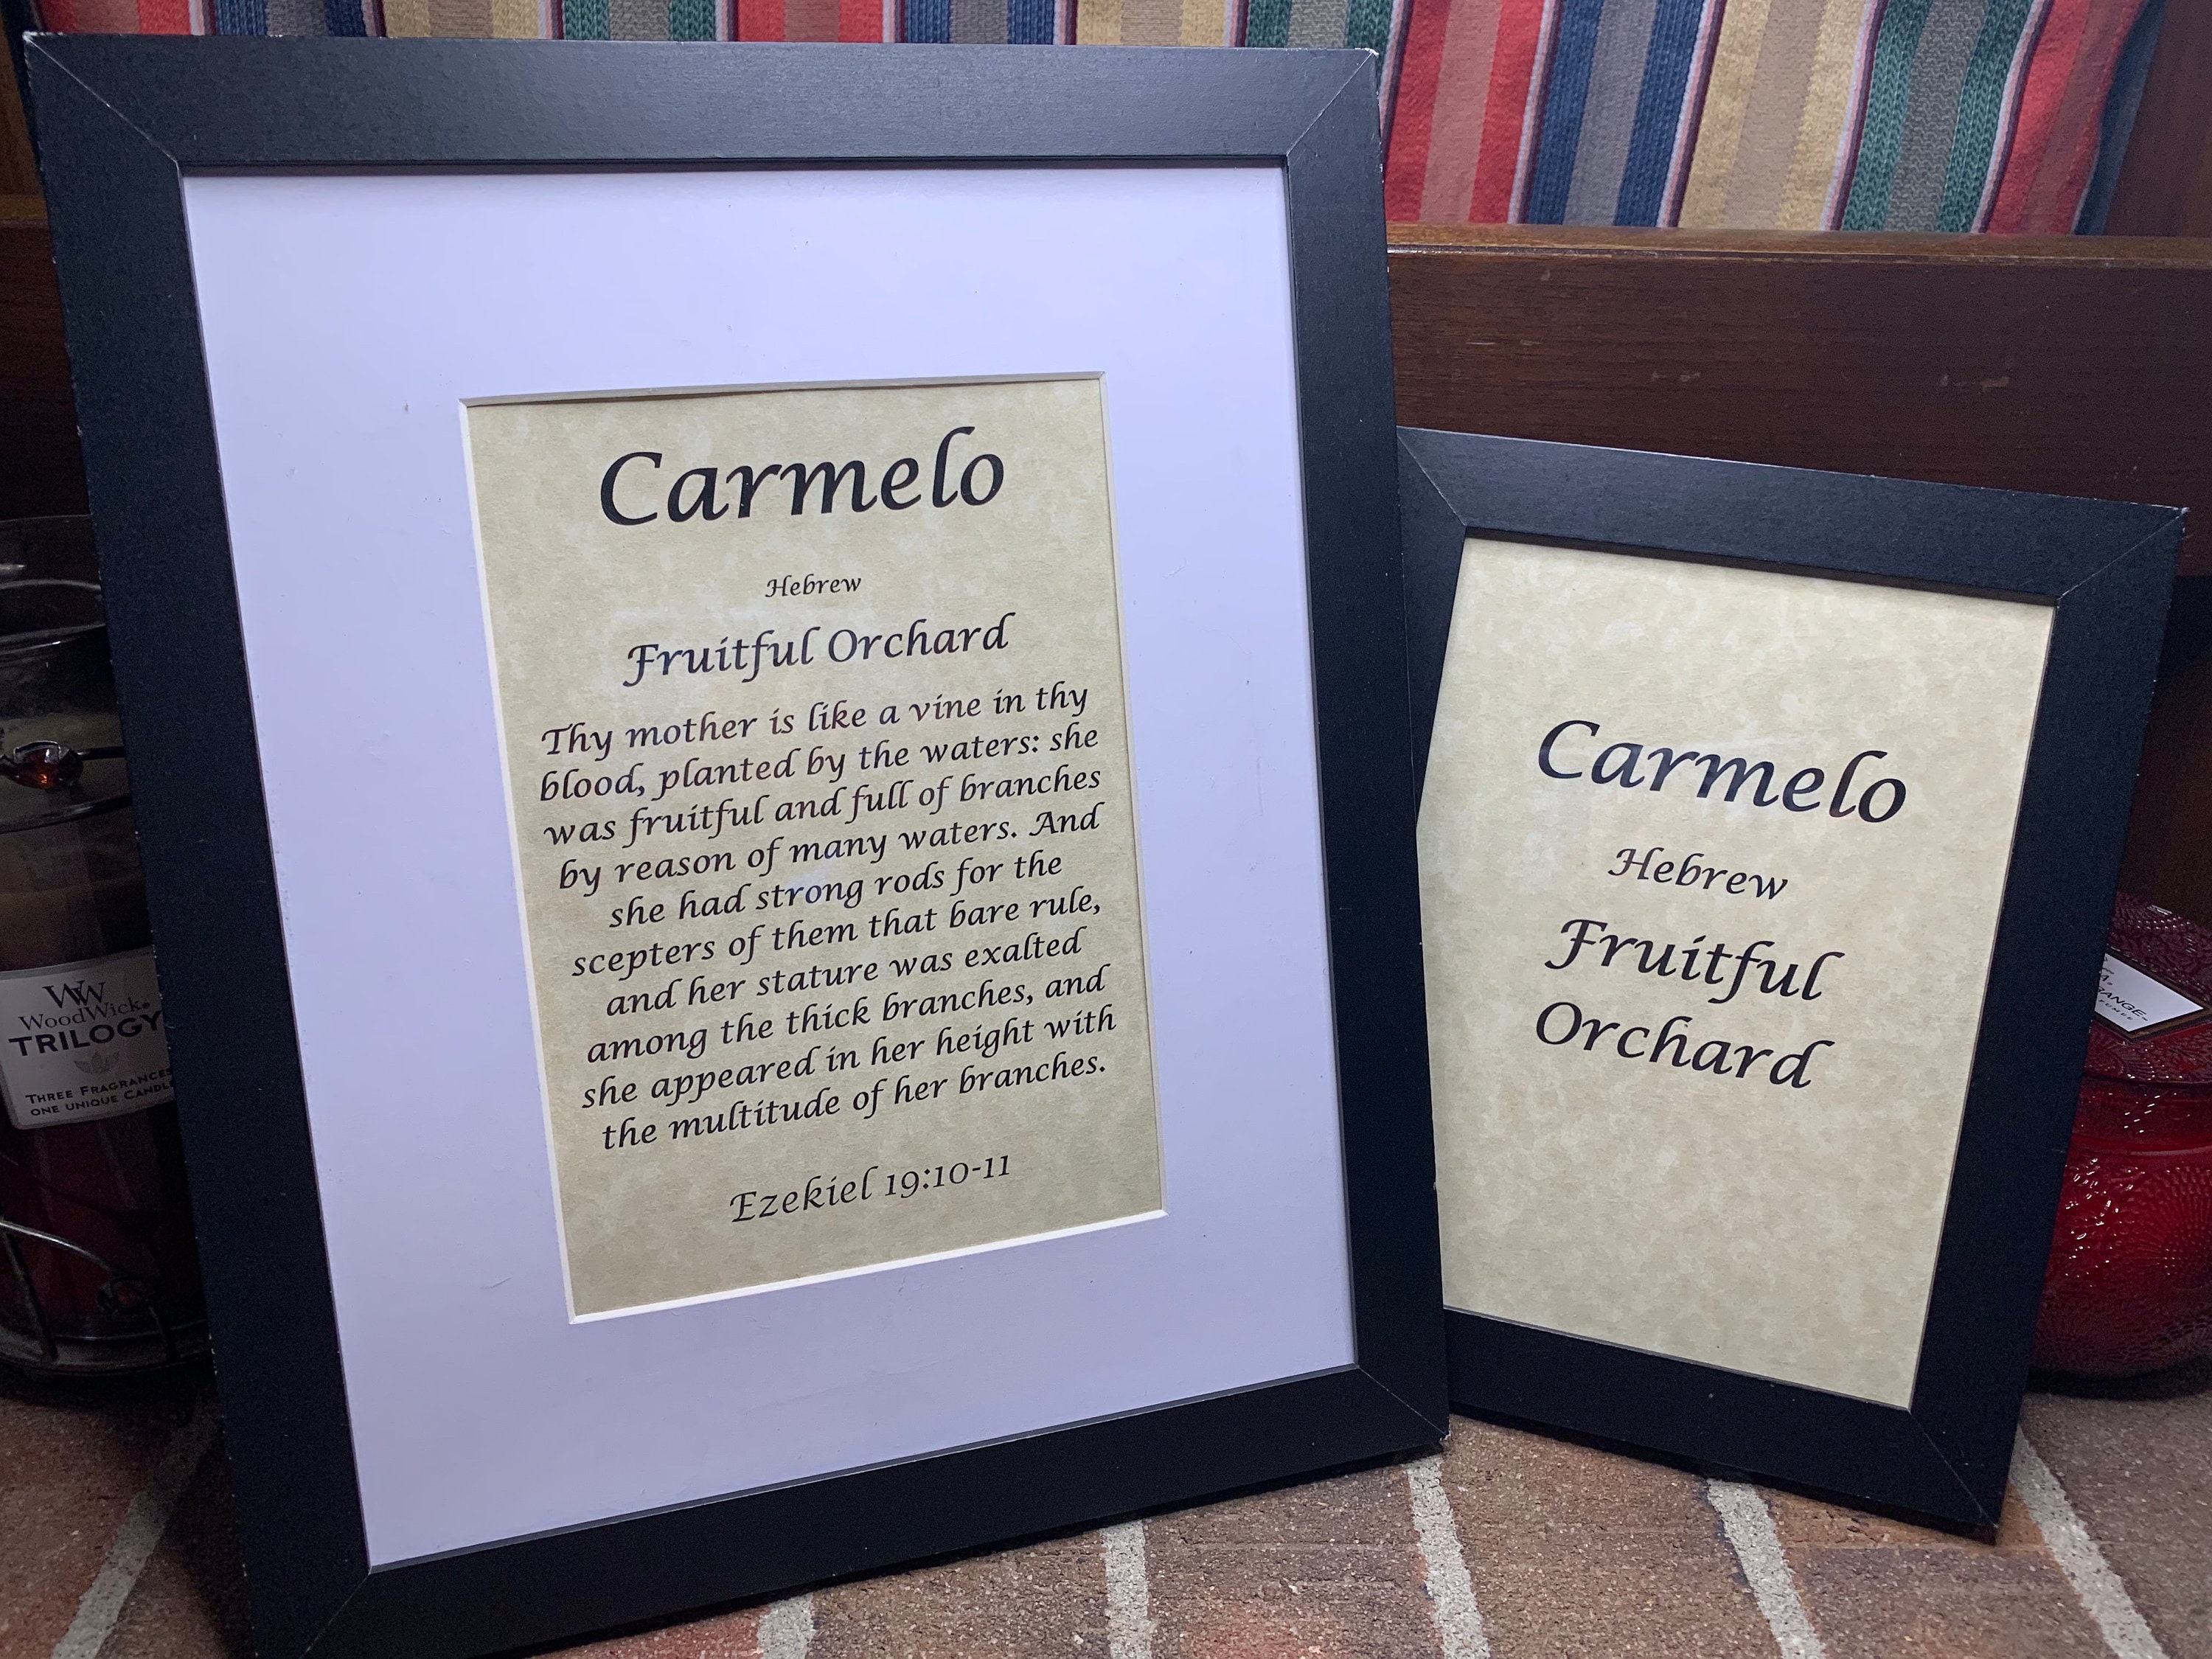 Carmelo
Hebrew
Fruitful Orchard
Thy mother is like a vine in thy
blood, planted by the waters: she
was fruitful and full of branches
by reason of many waters. And
she had strong rods for the
scepters of them that bare rule,
and her stature was exalted
among the thick branches, and
she appeared in her height with
the multitude of her branches.
Ezekiel 19:10-11
Carmelo
Hebrew
Fruitful
Orchard
WW
WoodWick
TRILOGY
THREE FRAGRANCES
ONE UNIQUE CANDLE